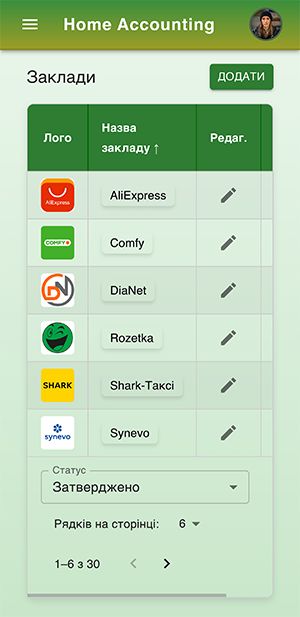 Home Accounting
Заклади
ДОДАТИ
Лого
Назва
закладу ↑
Редаг.
AliExpress
AliExpress
COMFY
Comfy
DN
DiaNet
Rozetka
SHARK
Shark-Таксі
synevo
Synevo
Статус
Затверджено
Рядків на сторінці:
6
1–6 з 30